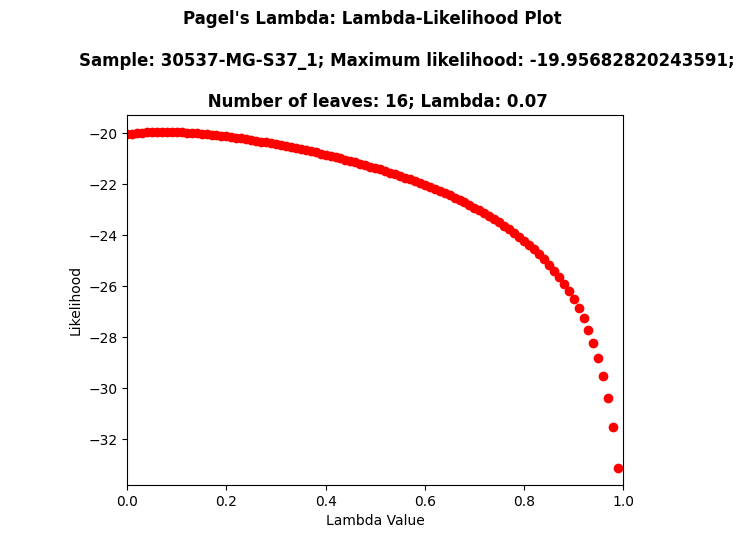 Pagel's Lambda: Lambda-Likelihood Plot
Sample: 30537-MG-S37_1; Maximum likelihood: -19.95682820243591;
Number of leaves: 16; Lambda: 0.07
−20
−22
−24
−26
−28
−30
−32
Likelihood
0.0 0.2 0.4 0.6 0.8 1.0
Lambda Value